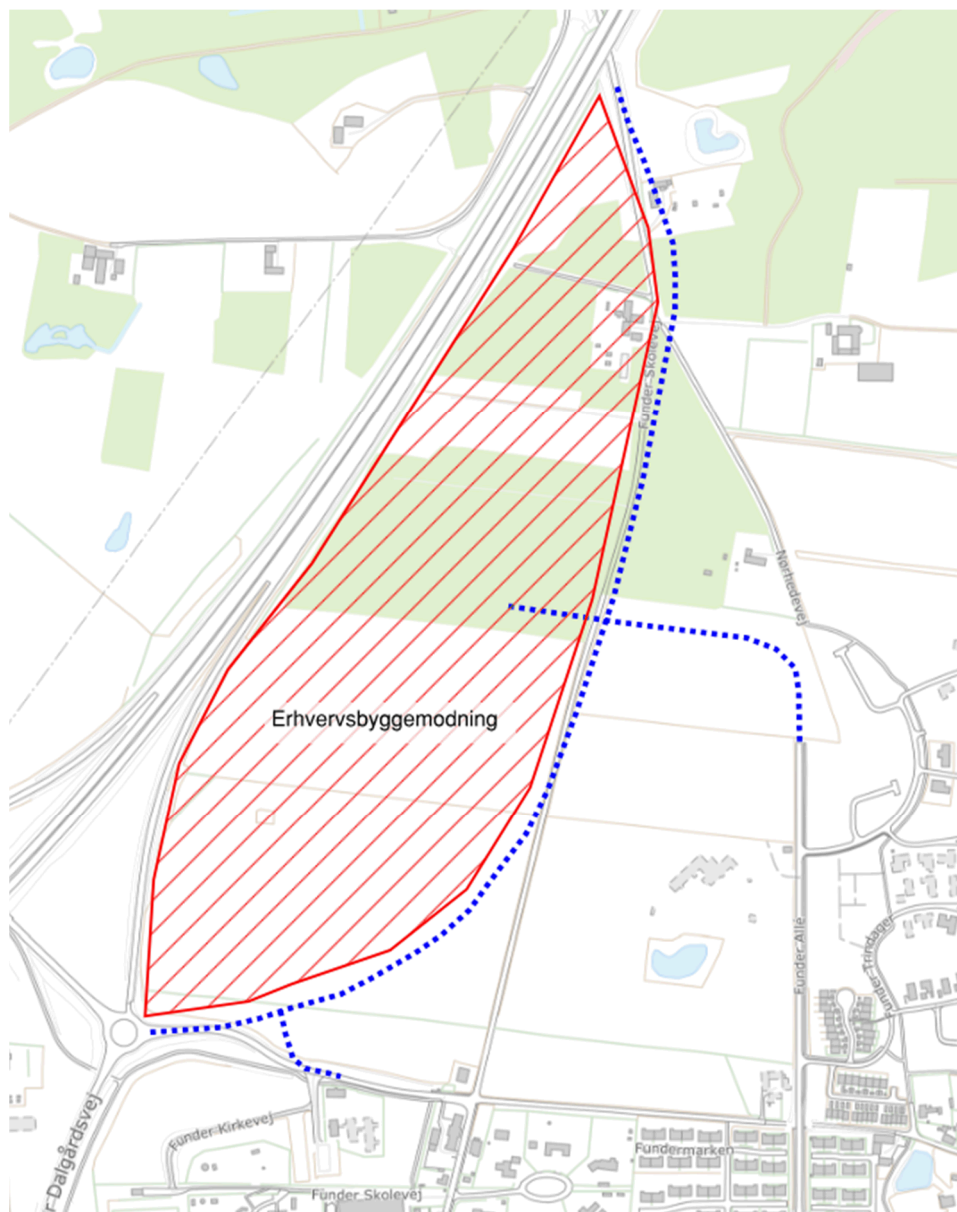 Funder Skolevej
Nørhedevej
Erhvervsbyggemodning
Funder Allé
Funder Trindager
r Dalgårdsvej
Funder Kirkevej
Fundermarken
Funder Skolevej